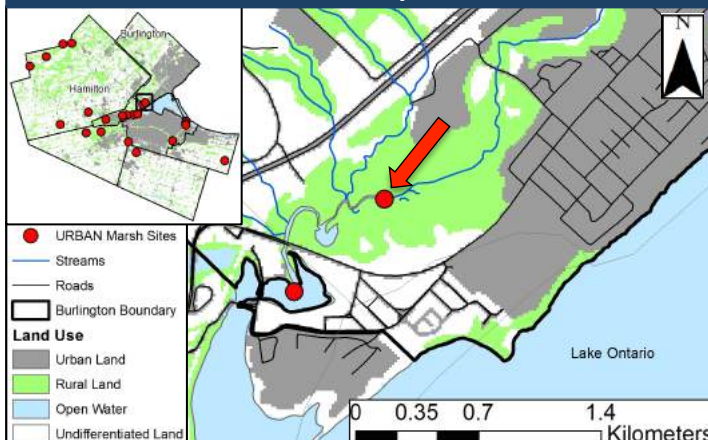 Burlington
Hamilton
N
URBAN Marsh Sites
Streams
Roads
Burlington Boundary
Land Use
Urban Land
Rural Land
Open Water
Undifferentiated Land
Lake Ontario
0 0.35 0.7 1.4
Kilometers